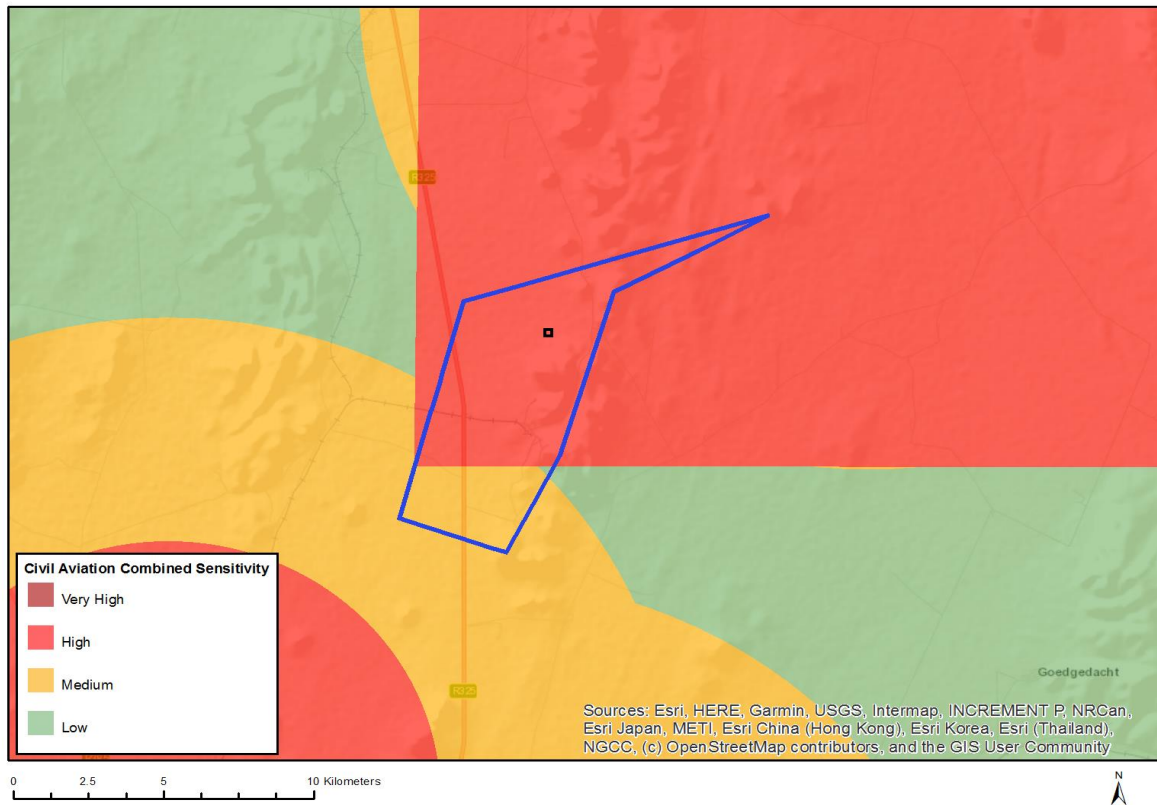 R325
Civil Aviation Combined Sensitivity
Very High
High
Medium
Low
Goedgedacht
Sources: Esri, HERE, Garmin, USGS, Intermap, INCREMENT P, NRCan,
Esri Japan, METI, Esri China (Hong Kong), Esri Korea, Esri (Thailand),
NGCC, (c) OpenStreetMap contributors, and the GIS User Community
0 2.5 5 10 Kilometers
N